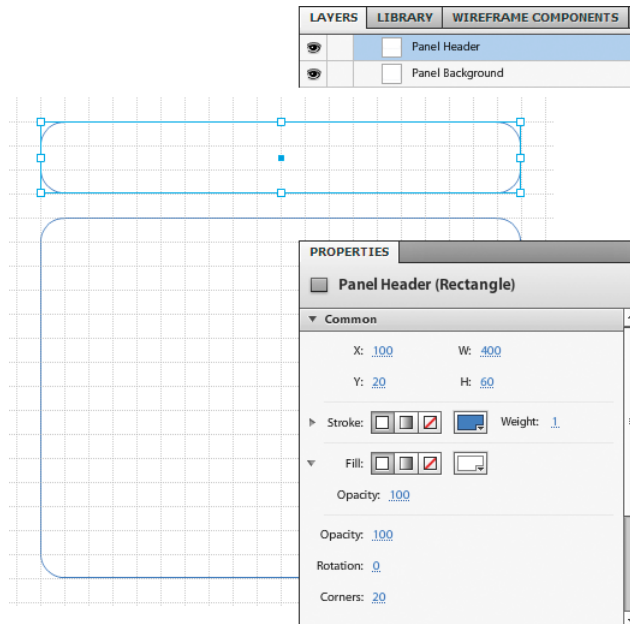 LAYERS LIBRARY WIREFRAME COMPONENTS
Panel Header
Panel Background
PROPERTIES
Panel Header (Rectangle)
Common
X: 100 W: 400
Y: 20 H: 60
Stroke: Weight: 1
Fill:
Opacity: 100
Opacity: 100
Rotation: 0
Corners: 20